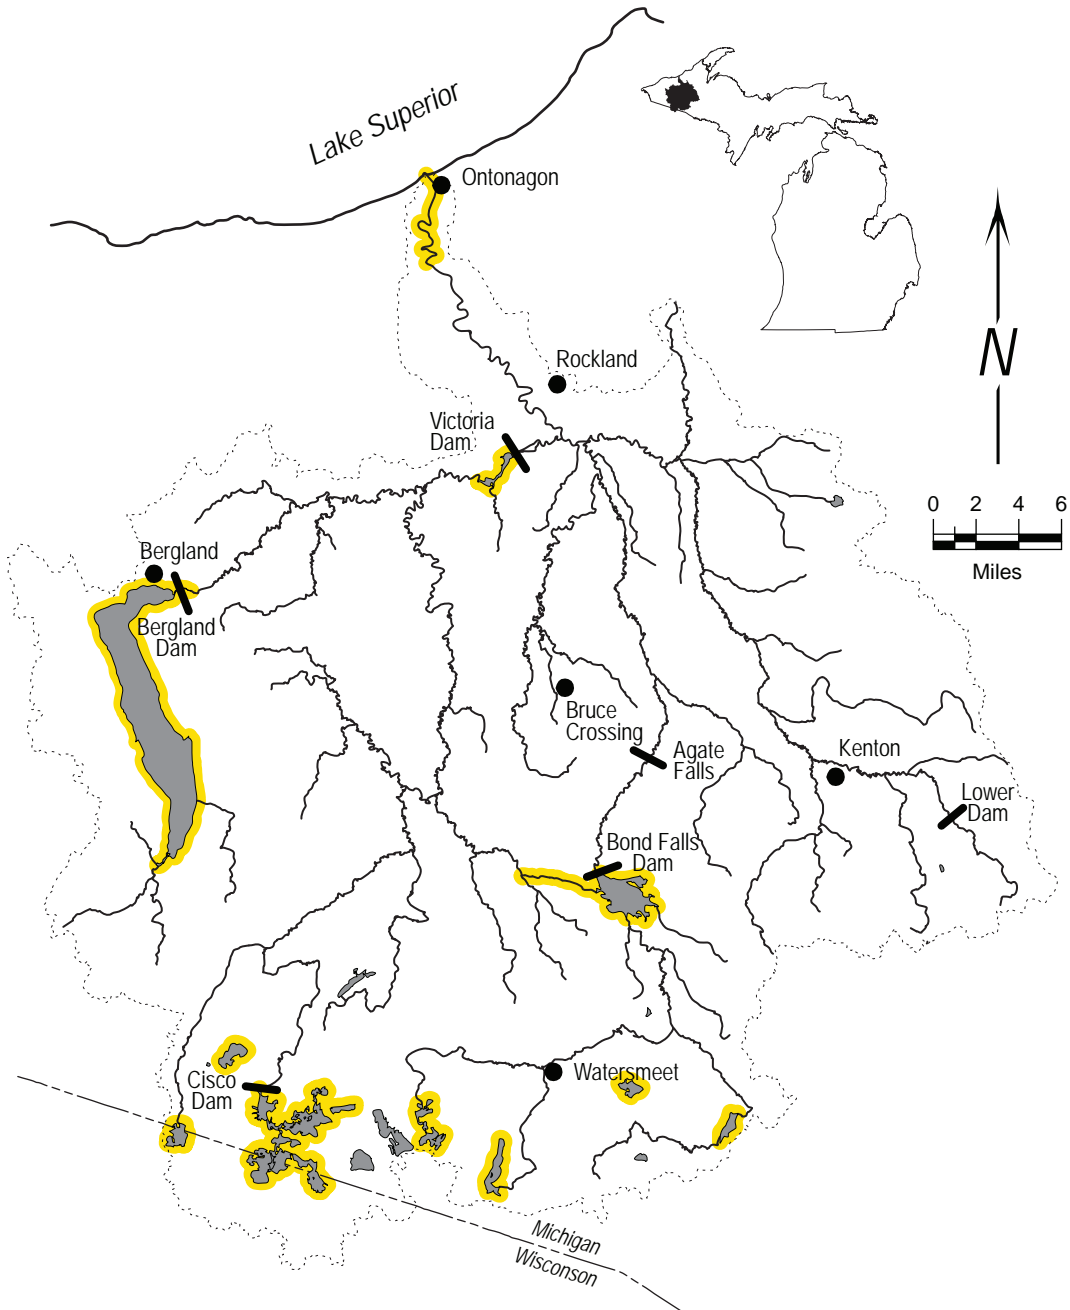 Lake Superior
Ontonagon
Rockland
N
Victoria
Dam
0 2 4 6
Miles
Bergland
Bergland
Dam
Bruce
Crossing
Agate
Falls
Kenton
Lower
Dam
Bond Falls
Dam
Cisco
Dam
Watersmeet
Michigan
Wisconson